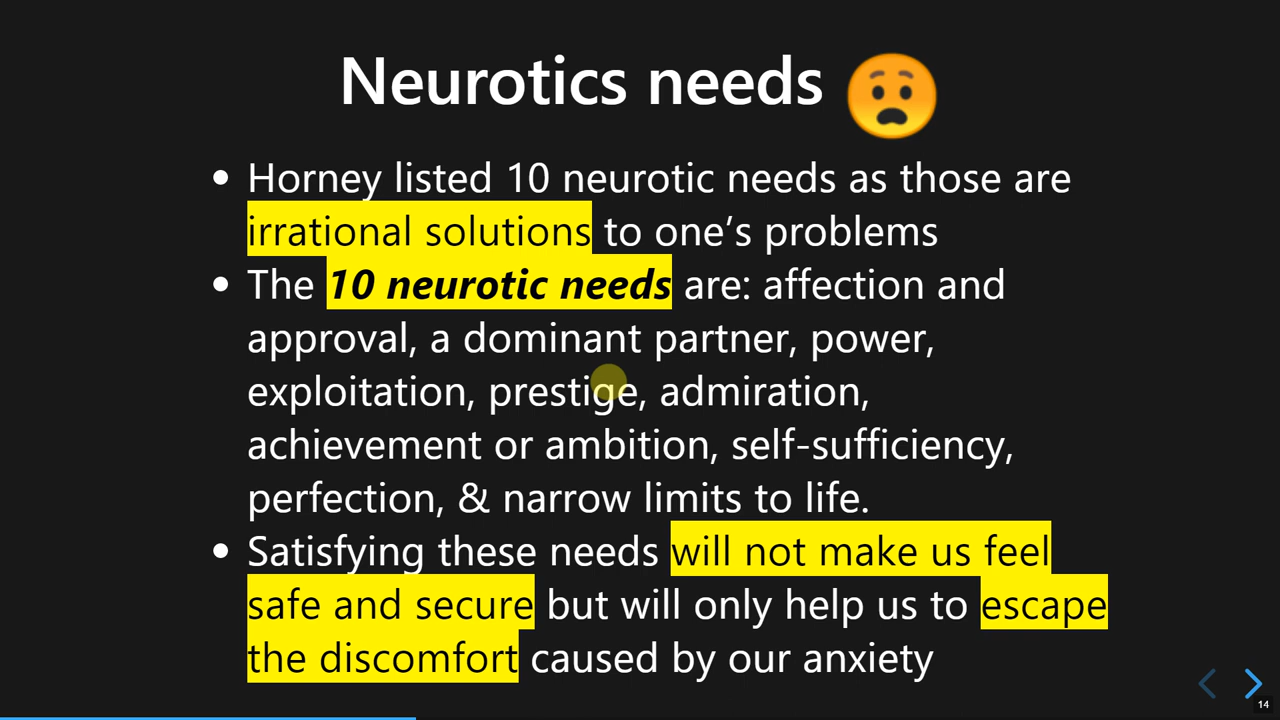 Neurotics needs
Horney listed 10 neurotic needs as those are
irrational solutions to one’s problems
The 10 neurotic needs are: affection and
approval, a dominant partner, power,
exploitation, prestige, admiration,
achievement or ambition, self-sufficiency,
perfection, & narrow limits to life.
Satisfying these needs will not make us feel
safe and secure but will only help us to escape
the discomfort caused by our anxiety
14